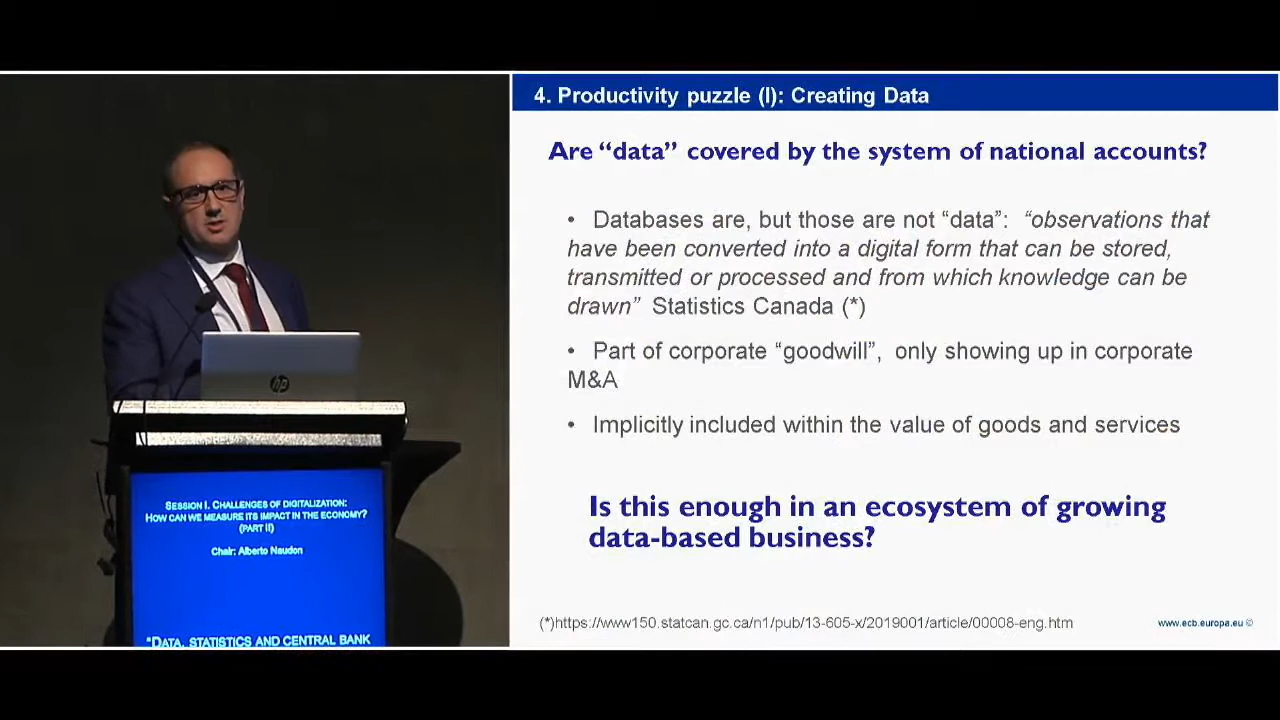 4. Productivity puzzle (I): Creating Data
Are “data” covered by the system of national accounts?
• Databases are, but those are not “data”: “observations that
have been converted into a digital form that can be stored,
transmitted or processed and from which knowledge can be
drawn” Statistics Canada (*)
• Part of corporate “goodwill”, only showing up in corporate
M&A
• Implicitly included within the value of goods and services
Is this enough in an ecosystem of growing
data-based business?
(*)https://www150.statcan.gc.ca/n1/pub/13-605-x/2019001/article/00008-eng.htm
www.ecb.europa.eu ©
hp
SESSION I. CHALLENGES OF DIGITALIZATION:
HOW CAN WE MEASURE ITS IMPACT IN THE ECONOMY?
(PART II)
Chair: Alberto Naudon
*DATA, STATISTICS AND CENTRAL BANK